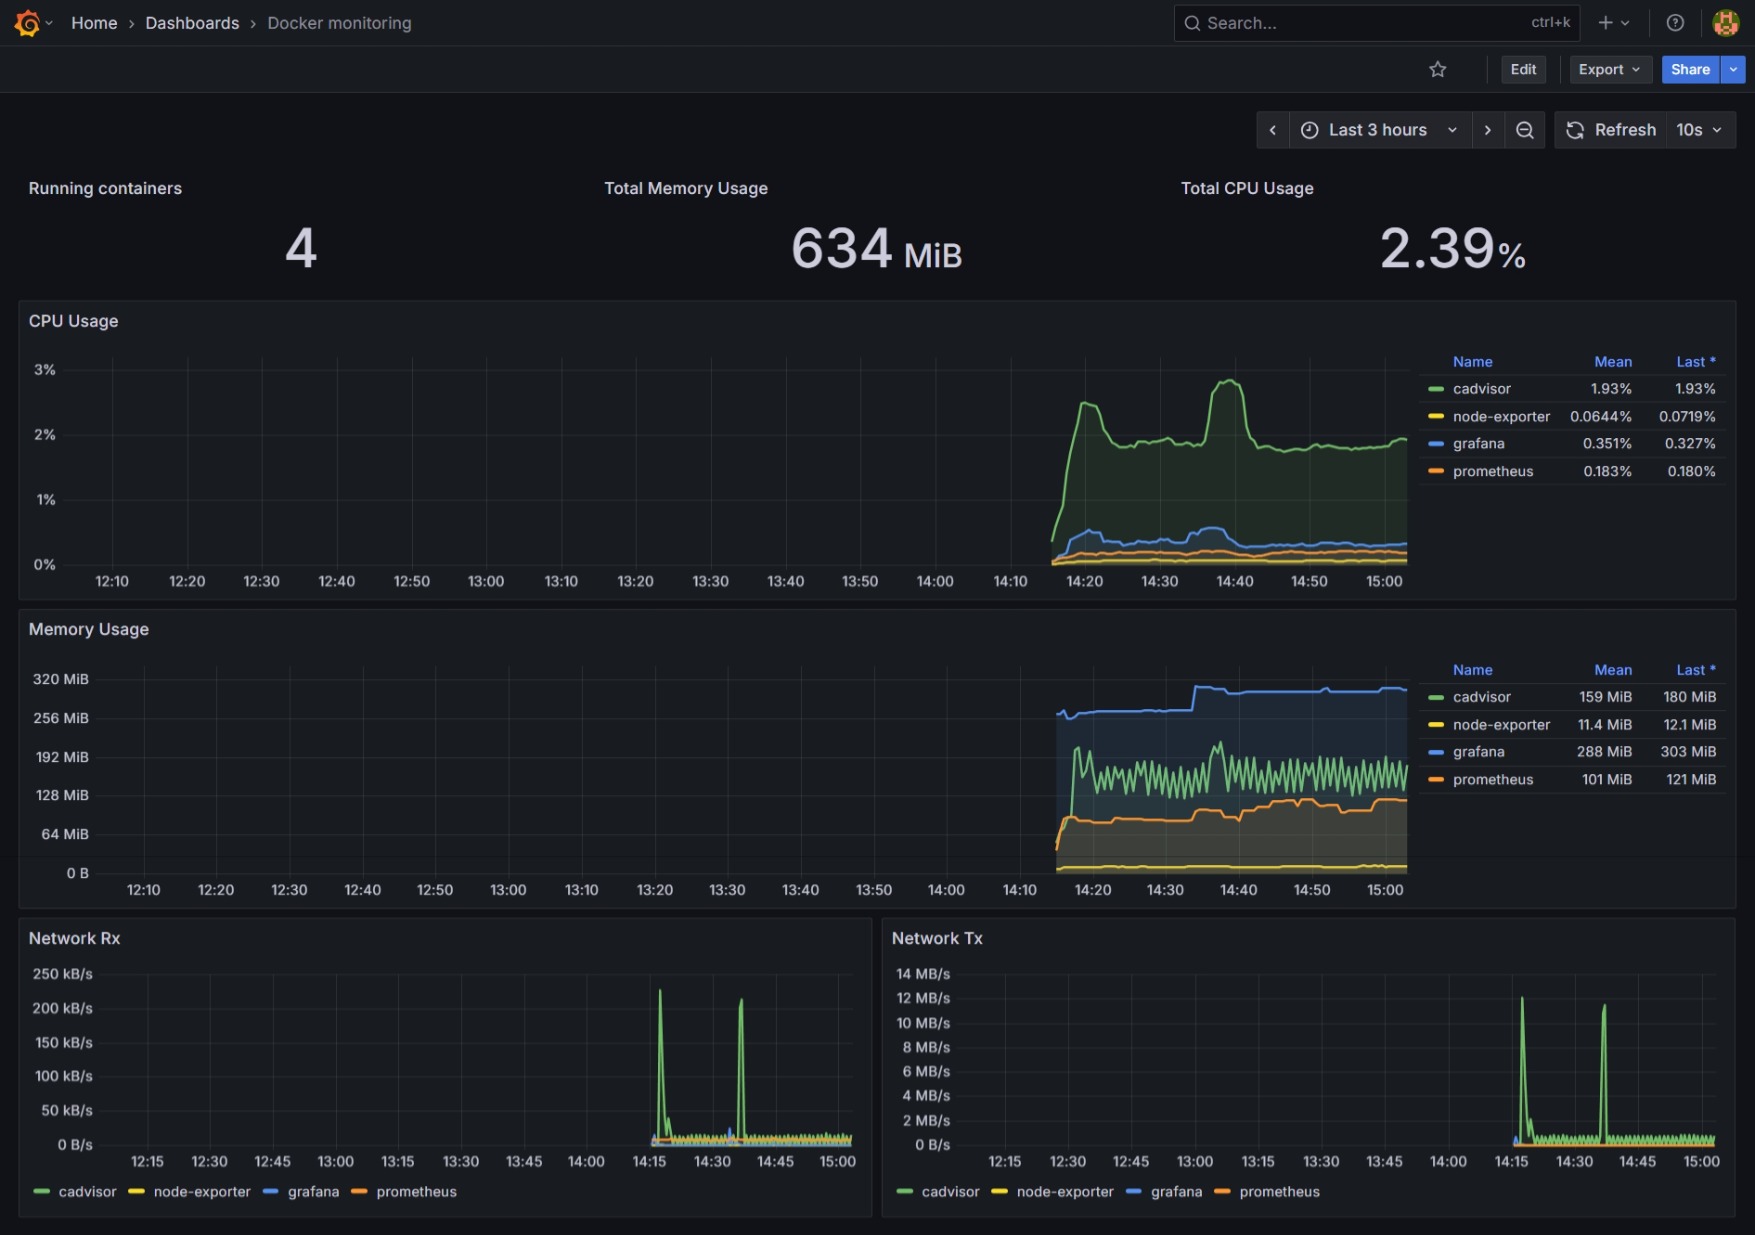 Home › Dashboards › Docker monitoring
Search... ctrl+k
Edit Export Share
Last 3 hours Refresh 10s
Running containers
4
Total Memory Usage
634 MiB
Total CPU Usage
2.39%
CPU Usage
3%
2%
1%
0%
12:10 12:20 12:30 12:40 12:50 13:00 13:10 13:20 13:30 13:40 13:50 14:00 14:10 14:20 14:30 14:40 14:50 15:00
Name Mean Last *
cadvisor 1.93% 1.93%
node-exporter 0.0644% 0.0719%
grafana 0.351% 0.327%
prometheus 0.183% 0.180%
Memory Usage
320 MiB
256 MiB
192 MiB
128 MiB
64 MiB
0 B
12:10 12:20 12:30 12:40 12:50 13:00 13:10 13:20 13:30 13:40 13:50 14:00 14:10 14:20 14:30 14:40 14:50 15:00
Name Mean Last *
cadvisor 159 MiB 180 MiB
node-exporter 11.4 MiB 12.1 MiB
grafana 288 MiB 303 MiB
prometheus 101 MiB 121 MiB
Network Rx
250 kB/s
200 kB/s
150 kB/s
100 kB/s
50 kB/s
0 B/s
12:15 12:30 12:45 13:00 13:15 13:30 13:45 14:00 14:15 14:30 14:45 15:00
cadvisor node-exporter grafana prometheus
Network Tx
14 MB/s
12 MB/s
10 MB/s
8 MB/s
6 MB/s
4 MB/s
2 MB/s
0 B/s
12:15 12:30 12:45 13:00 13:15 13:30 13:45 14:00 14:15 14:30 14:45 15:00
cadvisor node-exporter grafana prometheus